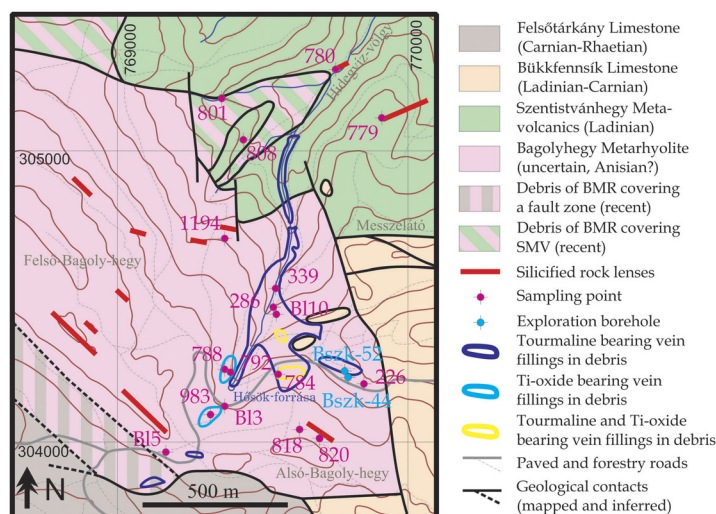 769000
770000
780
Hidegvíz-völgy
801
779
808
305000
1194
Messzelátó
Felső-Bagoly-hegy
339
286
Bl10
788
792
Bszk-52
784
226
983
Hősök-forrása
Bszk-44
Bl3
Bl5
818
820
304000
Alsó-Bagoly-hegy
N
500 m
Felsőtárkány Limestone
(Carnian-Rhaetian)
Bükkfennsík Limestone
(Ladinian-Carnian)
Szentistvánhegy Meta-
volcanics (Ladinian)
Bagolyhegy Metarhyolite
(uncertain, Anisian?)
Debris of BMR covering
a fault zone (recent)
Debris of BMR covering
SMV (recent)
Silicified rock lenses
Sampling point
Exploration borehole
Tourmaline bearing vein
fillings in debris
Ti-oxide bearing vein
fillings in debris
Tourmaline and Ti-oxide
bearing vein fillings in debris
Paved and forestry roads
Geological contacts
(mapped and inferred)